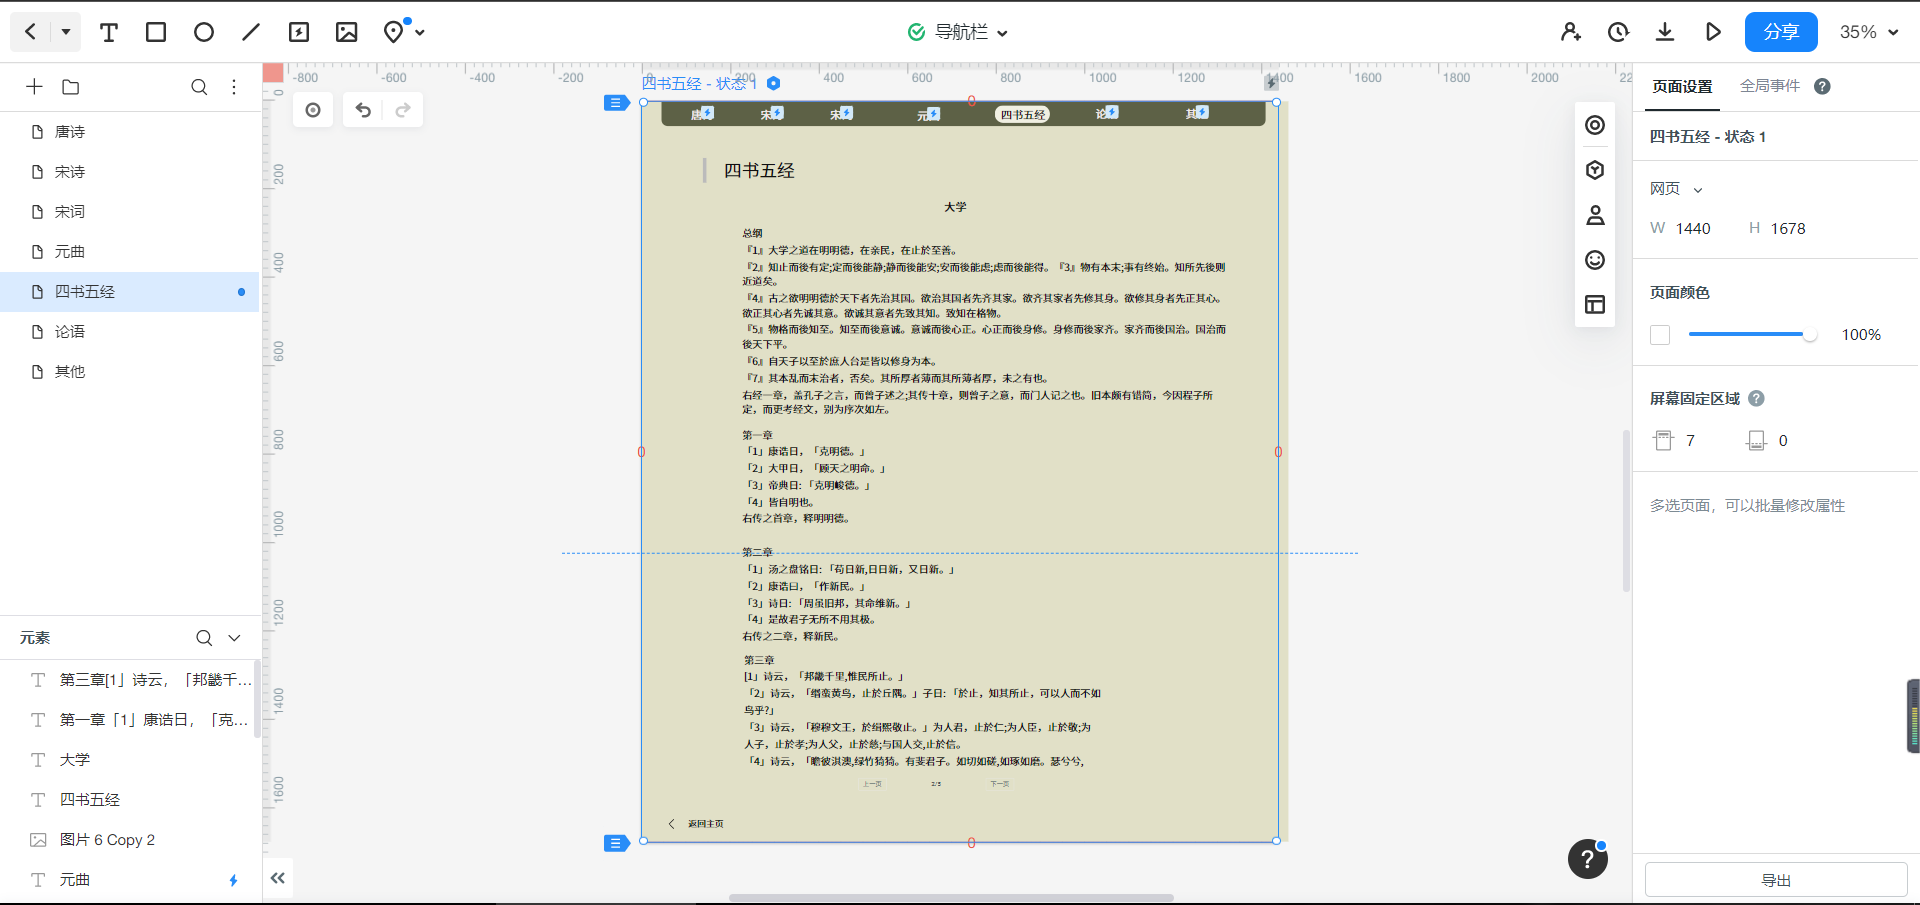 导航栏
分享
35%
唐诗
宋诗
宋词
元曲
四书五经
论语
其他
元素
第三章[1」诗云，「邦畿千...
第一章「1」康诰日，「克...
大学
四书五经
图片 6 Copy 2
元曲
-800 -600 -400 -200 0 200 400 600 800 1000 1200 1400 1600 1800 2000 22
0
200
400
600
800
1000
1200
1400
1600
四书五经 - 状态 1
唐 宋 宋 元 四书五经 论 其
四书五经
大学
总纲
『1』大学之道在明明德，在亲民，在止於至善。
『2』知止而後有定;定而後能静;静而後能安;安而後能虑;虑而後能得。『3』物有本末;事有终始。知所先後则
近道矣。
『4』古之欲明明德於天下者先治其国。欲治其国者先齐其家。欲齐其家者先修其身。欲修其身者先正其心。
欲正其心者先诚其意。欲诚其意者先致其知。致知在格物。
『5』物格而後知至。知至而後意诚。意诚而後心正。心正而後身修。身修而後家齐。家齐而後国治。国治而
後天下平。
『6』自天子以至於庶人台是皆以修身为本。
『7』其本乱而末治者，否矣。其所厚者薄而其所薄者厚，未之有也。
右经一章，盖孔子之言，而曾子述之;其传十章，则曾子之意，而门人记之也。旧本颇有错简，今因程子所
定，而更考经文，别为序次如左。
第一章
「1」康诰日，「克明德。」
「2」大甲日，「顾天之明命。」
「3」帝典日:「克明峻德。」
「4」皆自明也。
右传之首章，释明明德。
第二章
「1」汤之盘铭日:「苟日新,日日新，又日新。」
「2」康诰曰，「作新民。」
「3」诗日:「周虽旧邦，其命维新。」
「4」是故君子无所不用其极。
右传之二章，释新民。
第三章
[1」诗云，「邦畿千里,惟民所止。」
「2」诗云，「缗蛮黄鸟，止於丘隅。」子日:「於止，知其所止，可以人而不如
鸟乎?」
「3」诗云，「穆穆文王，於缉熙敬止。」为人君，止於仁;为人臣，止於敬;为
人子，止於孝;为人父，止於慈;与国人交,止於信。
「4」诗云，「瞻彼淇澳,绿竹猗猗。有斐君子。如切如磋,如琢如磨。瑟兮兮,
上一页 2/3 下一页
返回主页
0
0
0
0
页面设置 全局事件
四书五经 - 状态 1
网页
W 1440 H 1678
页面颜色
100%
屏幕固定区域
7 0
多选页面，可以批量修改属性
导出